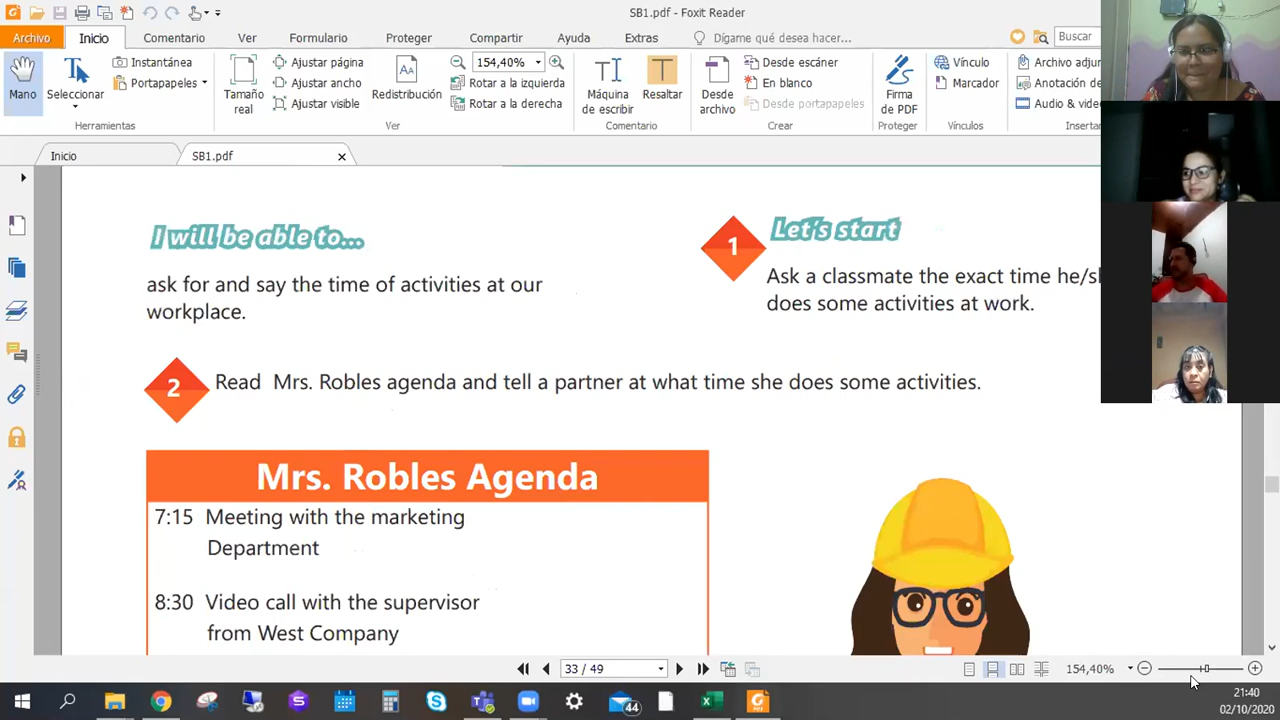 SB1.pdf - Foxit Reader
Archivo Inicio Comentario Ver Formulario Proteger Compartir Ayuda Extras Dígame qué desea hacer... Buscar
Mano
Seleccionar
Instantánea
Portapapeles
Herramientas
Tamaño real
Ajustar página
Ajustar ancho
Ajustar visible
Redistribución
154,40%
Rotar a la izquierda
Rotar a la derecha
Ver
Máquina de escribir
Resaltar
Comentario
Desde archivo
Desde escáner
En blanco
Desde portapapeles
Crear
Firma de PDF
Proteger
Vínculo
Marcador
Vínculos
Archivo adjun
Anotación de
Audio & vide
Insertar
Inicio SB1.pdf
I will be able to...
ask for and say the time of activities at our
workplace.
1 Let's start
Ask a classmate the exact time he/s
does some activities at work.
2 Read Mrs. Robles agenda and tell a partner at what time she does some activities.
Mrs. Robles Agenda
7:15 Meeting with the marketing
Department
8:30 Video call with the supervisor
from West Company
33 / 49 154,40%
44
21:40
02/10/2020